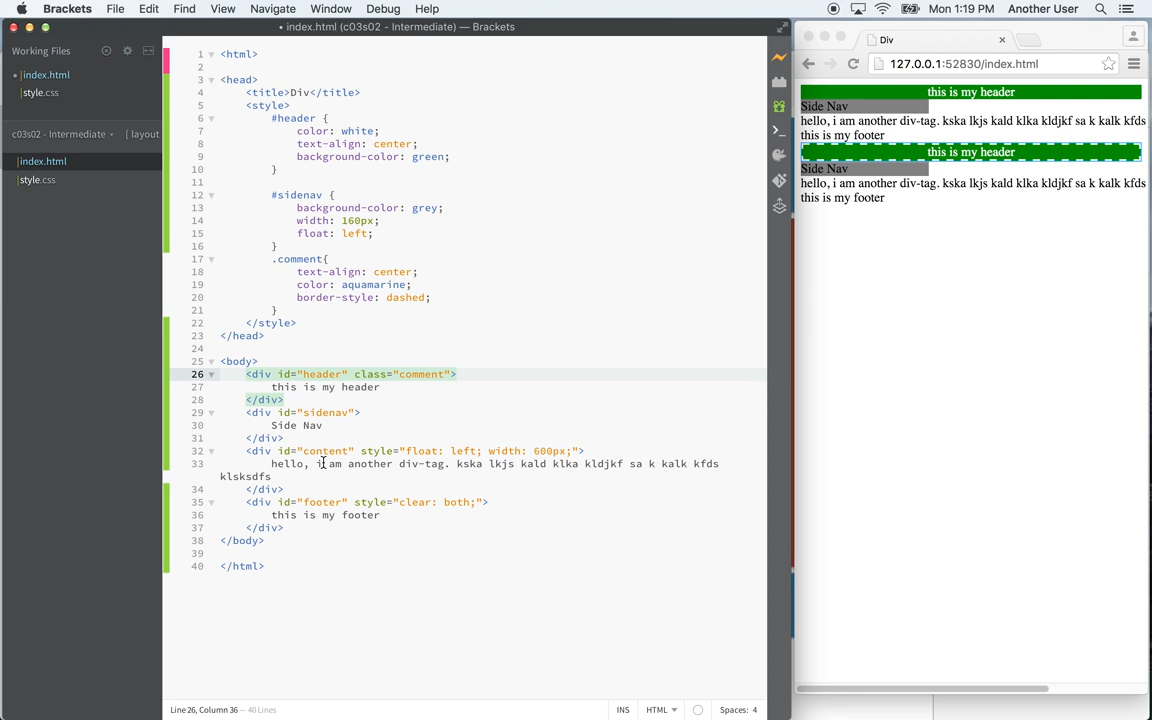 Brackets File Edit Find View Navigate Window Debug Help Mon 1:19 PM Another User
• index.html (c03s02 - Intermediate) — Brackets
Working Files
• index.html
style.css
c03s02 - Intermediate [ layout
index.html
style.css
1 <html>
2
3 <head>
4 <title>Div</title>
5 <style>
6 #header {
7 color: white;
8 text-align: center;
9 background-color: green;
10 }
11
12 #sidenav {
13 background-color: grey;
14 width: 160px;
15 float: left;
16 }
17 .comment{
18 text-align: center;
19 color: aquamarine;
20 border-style: dashed;
21 }
22 </style>
23 </head>
24
25 <body>
26 <div id="header" class="comment">
27 this is my header
28 </div>
29 <div id="sidenav">
30 Side Nav
31 </div>
32 <div id="content" style="float: left; width: 600px;">
33 hello, i am another div-tag. kska lkjs kald klka kldjkf sa k kalk kfds
klsksdfs
34 </div>
35 <div id="footer" style="clear: both;">
36 this is my footer
37 </div>
38 </body>
39
40 </html>
Line 26, Column 36 — 40 Lines
INS HTML Spaces: 4
Div
127.0.0.1:52830/index.html
this is my header
Side Nav
hello, i am another div-tag. kska lkjs kald klka kldjkf sa k kalk kfds
this is my footer
this is my header
Side Nav
hello, i am another div-tag. kska lkjs kald klka kldjkf sa k kalk kfds
this is my footer